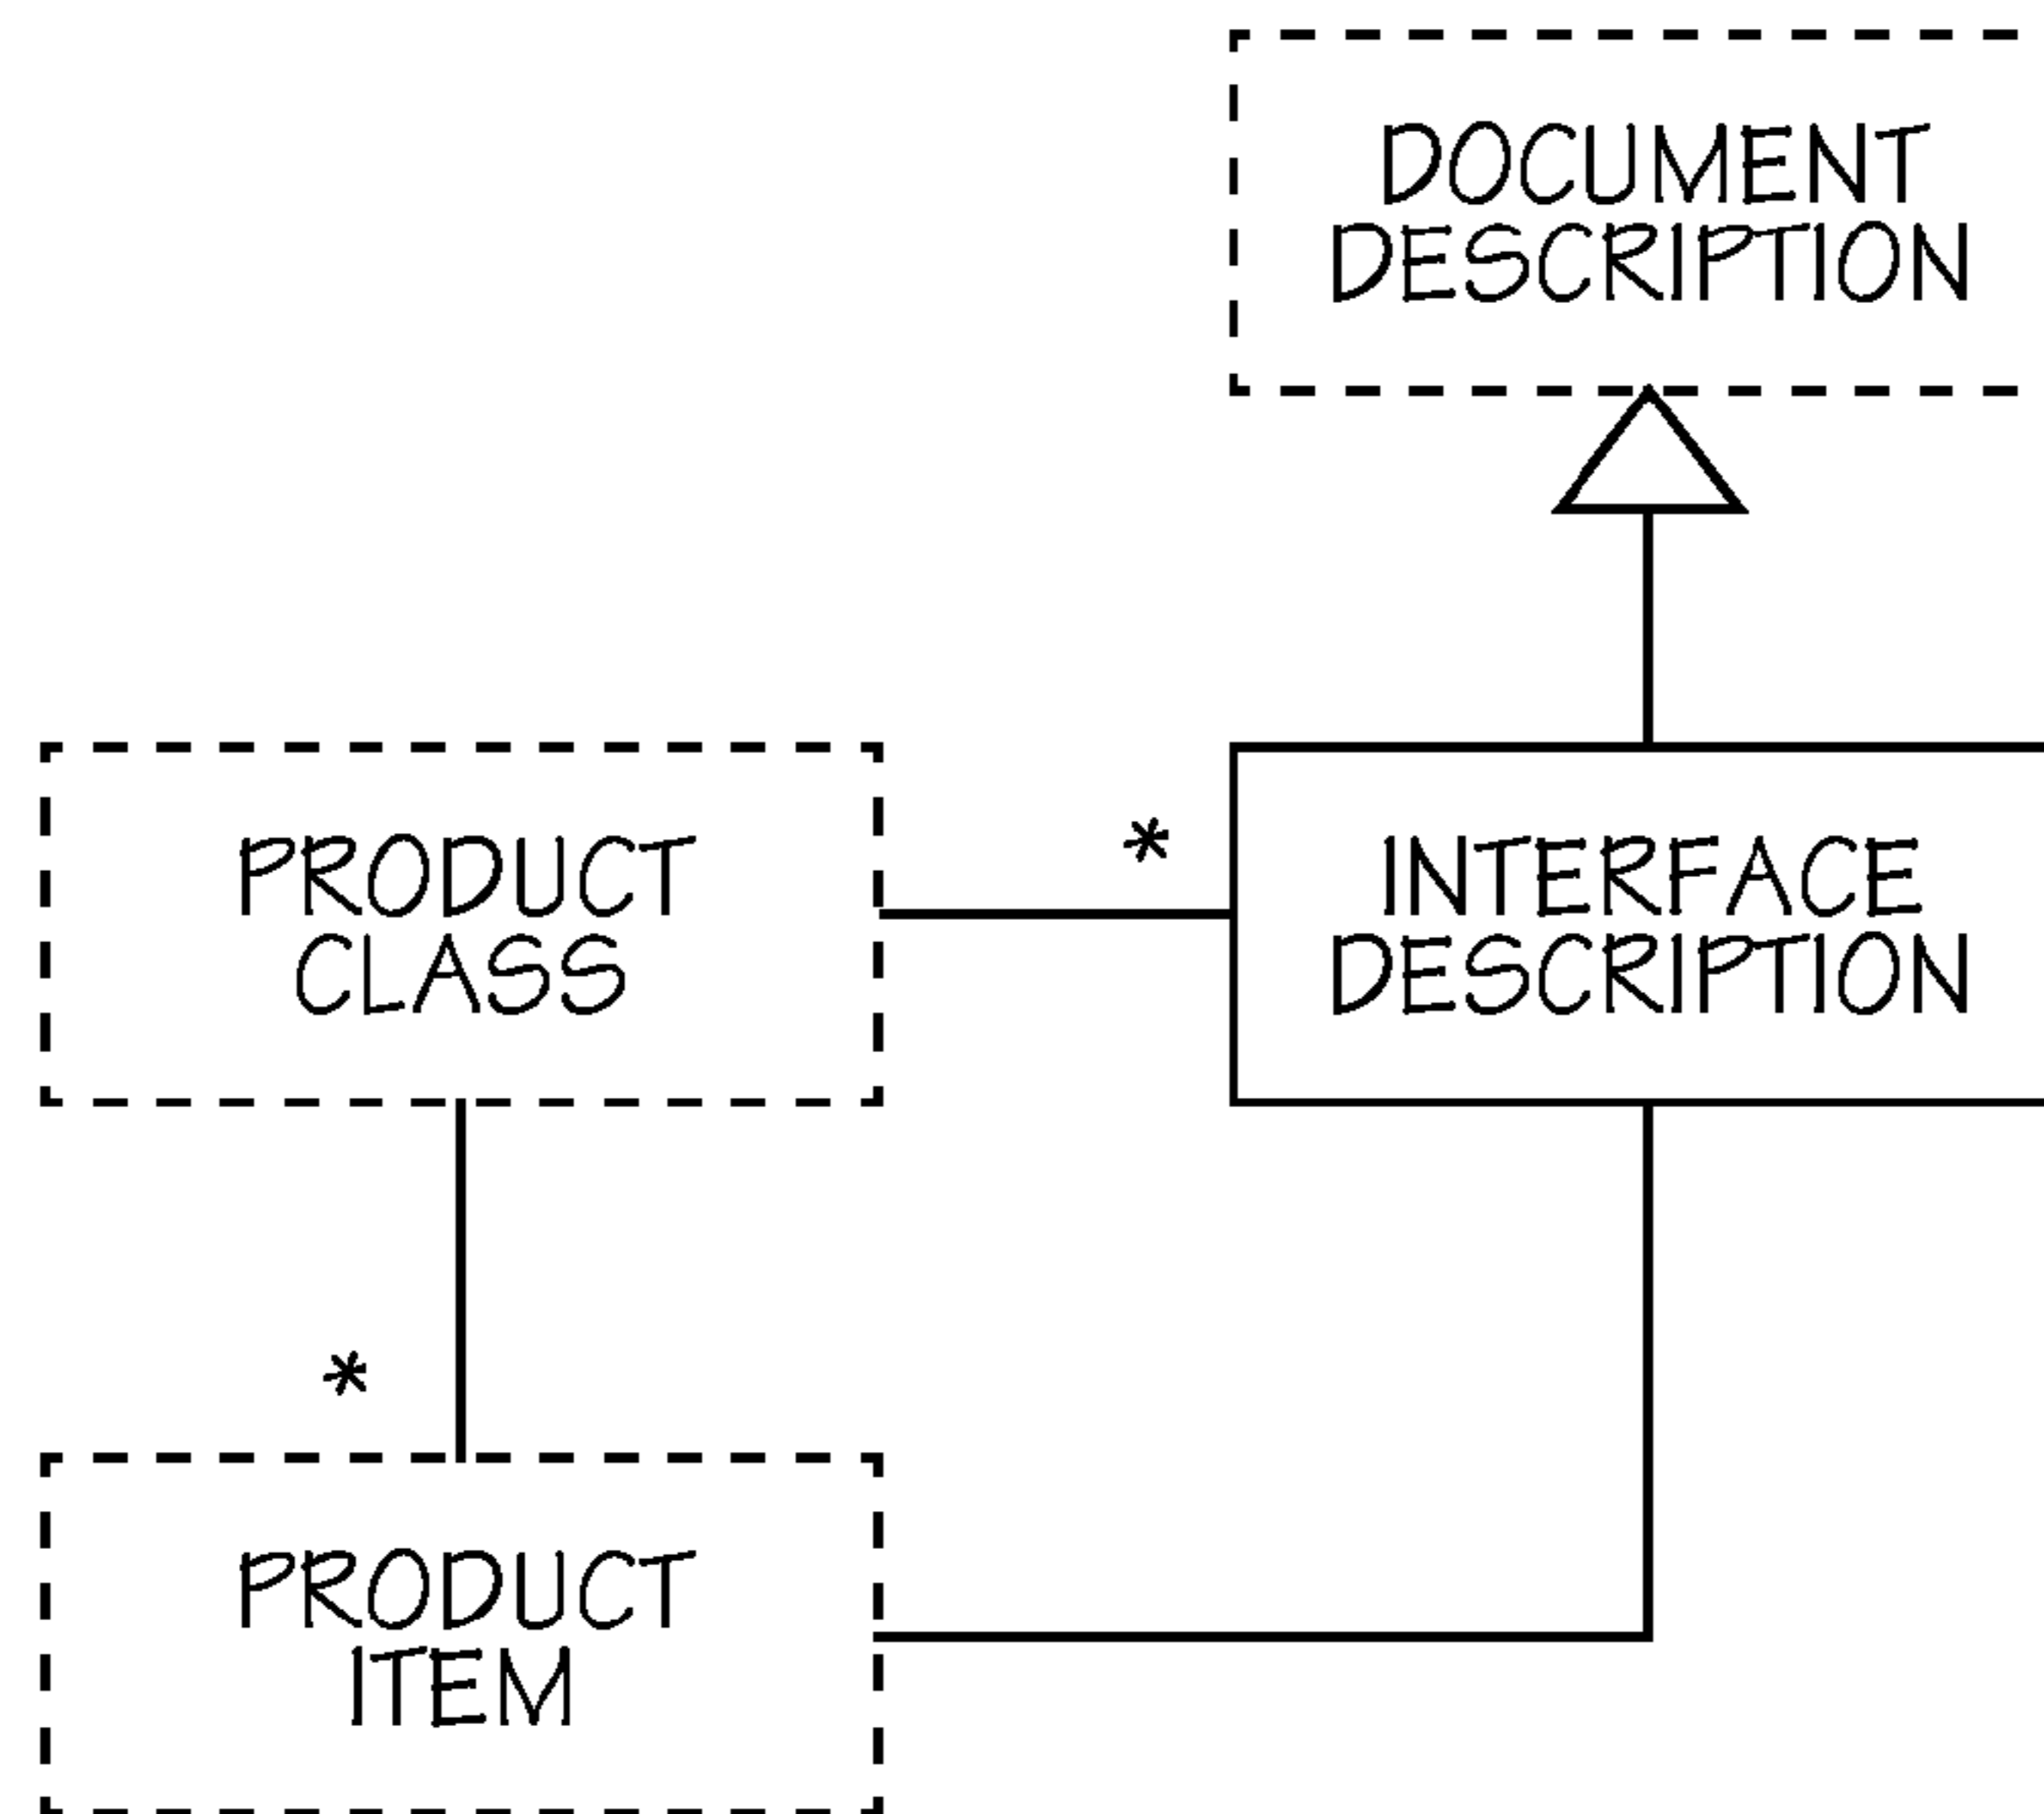 DOCUMENT
DESCRIPTION
PRODUCT
CLASS
*
INTERFACE
DESCRIPTION
*
PRODUCT
ITEM